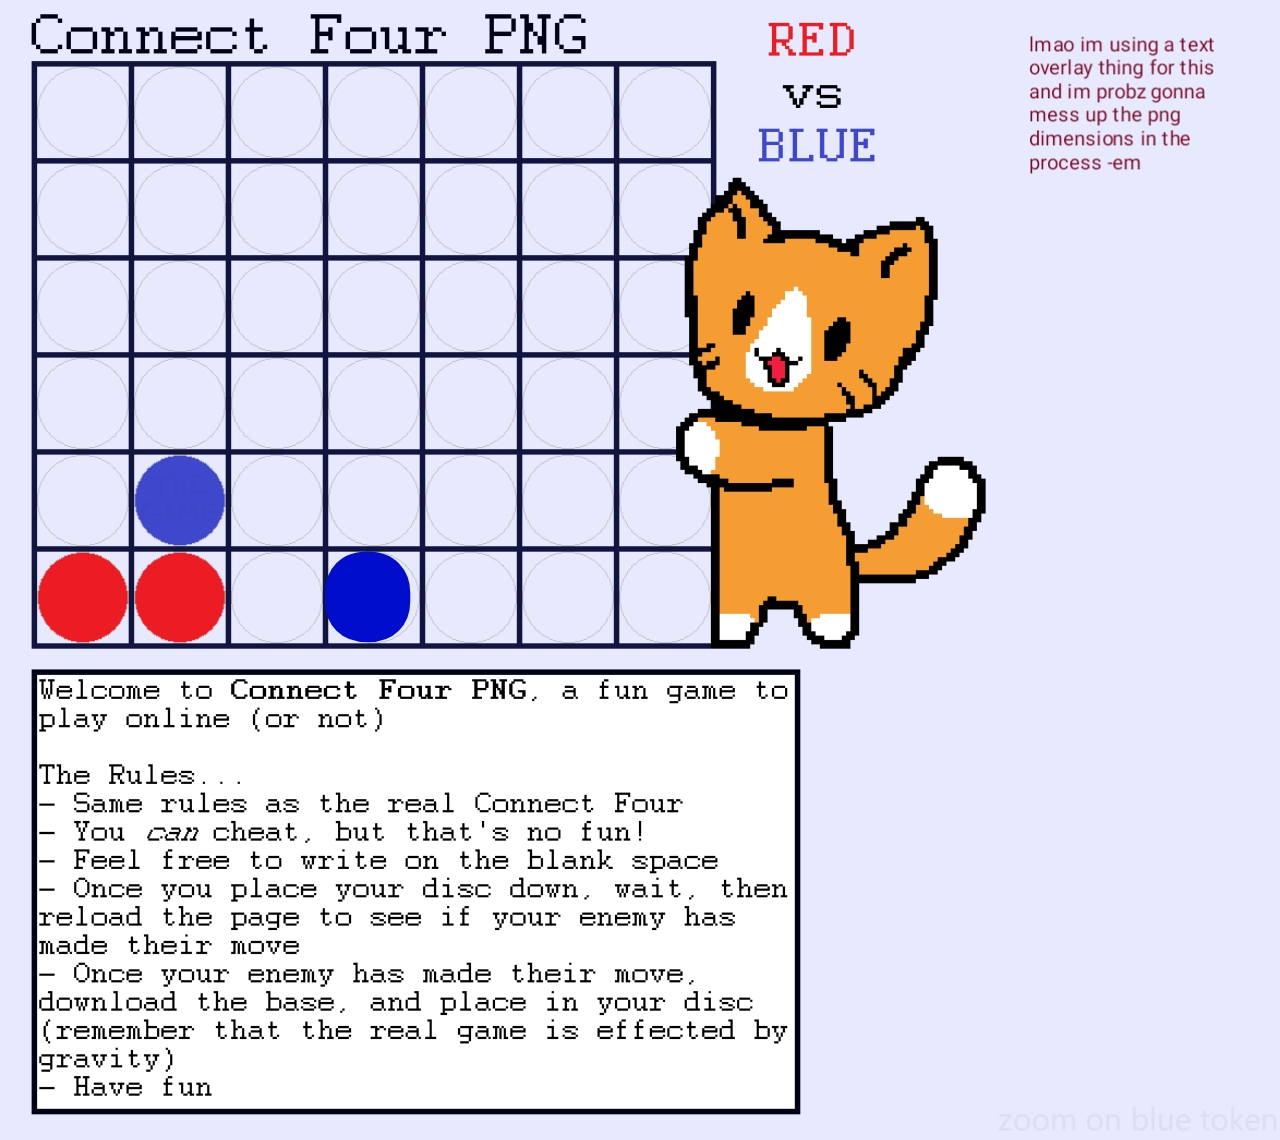 Connect Four PNG
RED
vs
BLUE
lmao im using a text
overlay thing for this
and im probz gonna
mess up the png
dimensions in the
process -em
THE
GAME
Welcome to Connect Four PNG, a fun game to
play online (or not)
The Rules...
- Same rules as the real Connect Four
- You can cheat, but that's no fun!
- Feel free to write on the blank space
- Once you place your disc down, wait, then
reload the page to see if your enemy has
made their move
- Once your enemy has made their move,
download the base, and place in your disc
(remember that the real game is effected by
gravity)
- Have fun
zoom on blue token